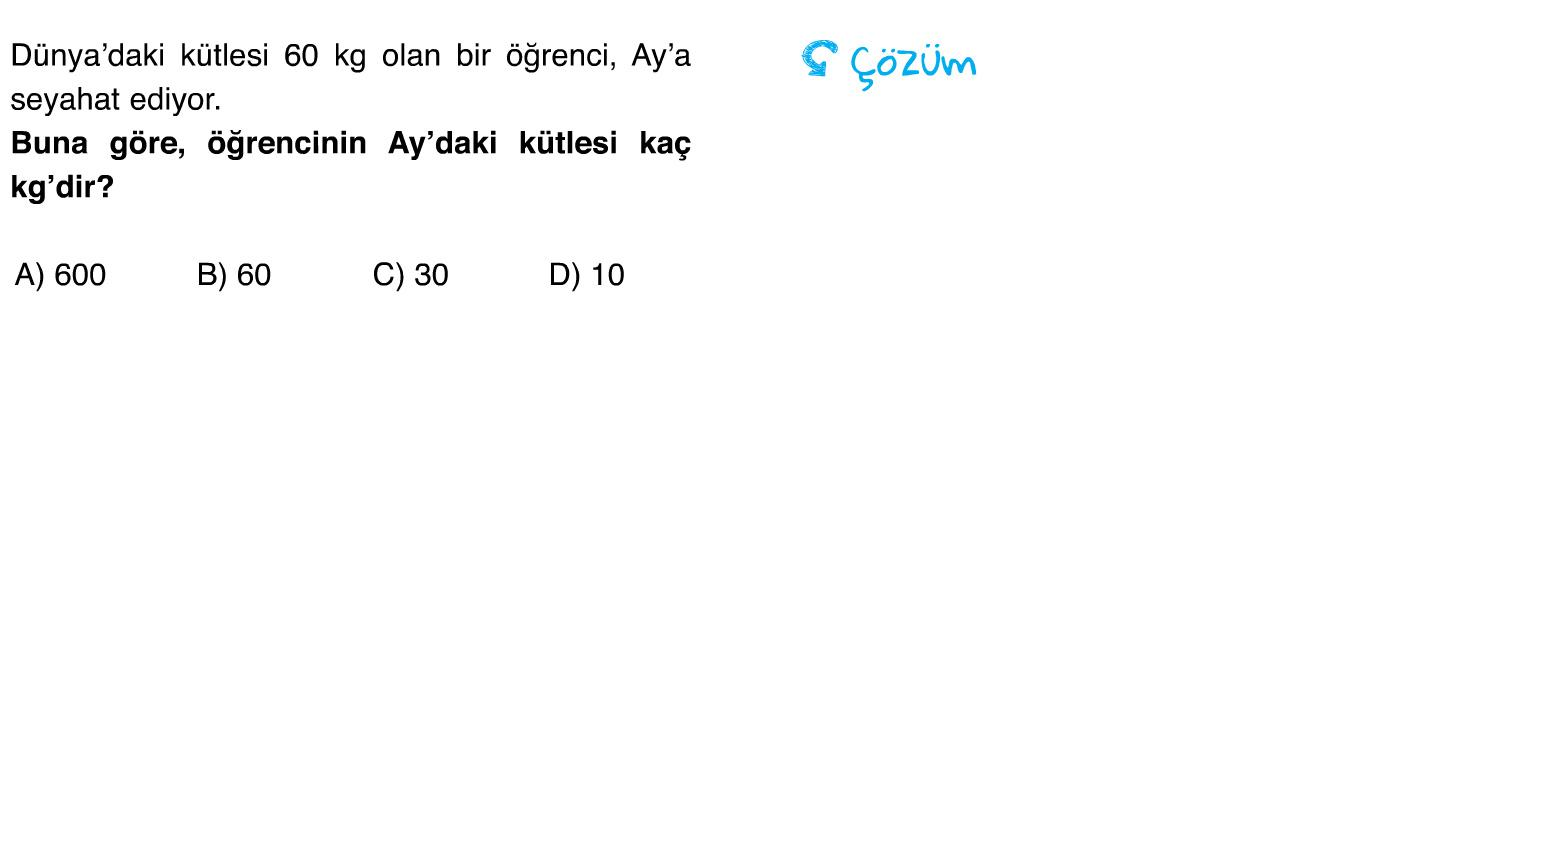 Dünya’daki kütlesi 60 kg olan bir öğrenci, Ay’a
seyahat ediyor.
Buna göre, öğrencinin Ay’daki kütlesi kaç
kg’dir?
A) 600 B) 60 C) 30 D) 10
Çözüm